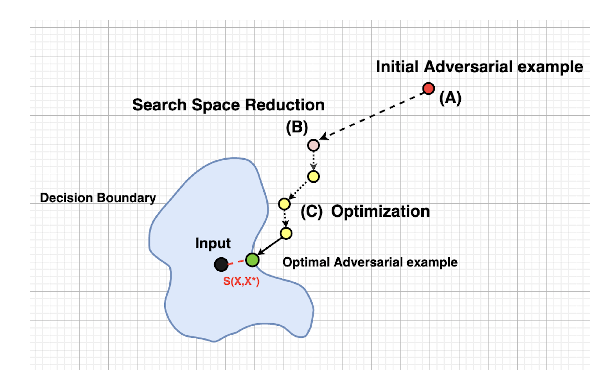 Initial Adversarial example
(A)
Search Space Reduction
(B)
Decision Boundary
(C) Optimization
Input
Optimal Adversarial example
S(X,X*)